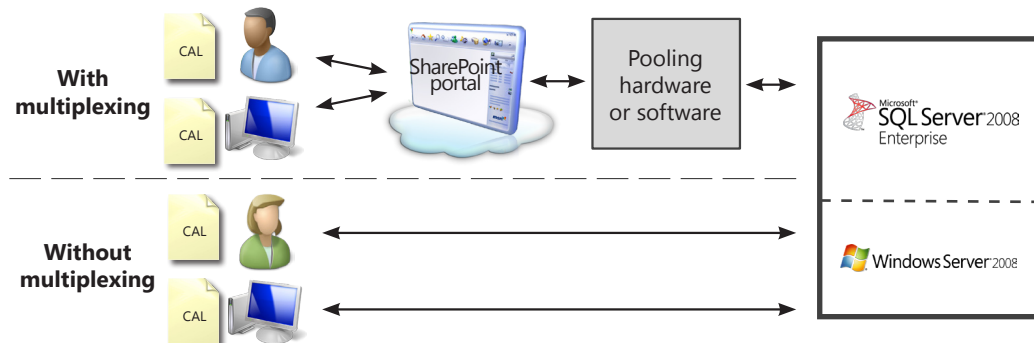 CAL
With
multiplexing
CAL
SharePoint
portal
Pooling
hardware
or software
Microsoft®
SQL Server®2008
Enterprise
Without
multiplexing
CAL
CAL
Windows Server®2008